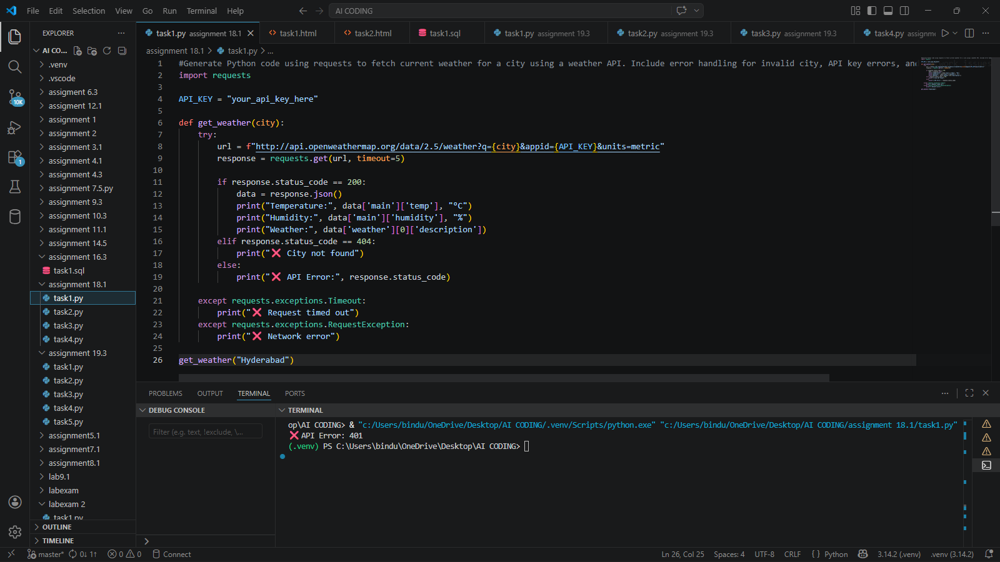 File Edit Selection View Go Run Terminal Help
AI CODING
EXPLORER
AI CO...
.venv
.vscode
assigment 6.3
assigment 12.1
assignment 1
assignment 2
assignment 3.1
assignment 4.1
assignment 4.3
assignment 7.5.py
assignment 9.3
assignment 10.3
assignment 11.1
assignment 14.5
assignment 16.3
task1.sql
assignment 18.1
task1.py
task2.py
task3.py
task4.py
assignment 19.3
task1.py
task2.py
task3.py
task4.py
task5.py
assignment5.1
assignment7.1
assignment8.1
lab9.1
labexam
labexam 2
task1.py
OUTLINE
TIMELINE
10K
1
task1.py assignment 18.1 task1.html task2.html task1.sql task1.py assignment 19.3 task2.py assignment 19.3 task3.py assignment 19.3 task4.py assignm
assignment 18.1 > task1.py > ...
1 #Generate Python code using requests to fetch current weather for a city using a weather API. Include error handling for invalid city, API key errors, an
2 import requests
3
4 API_KEY = "your_api_key_here"
5
6 def get_weather(city):
7 try:
8 url = f"http://api.openweathermap.org/data/2.5/weather?q={city}&appid={API_KEY}&units=metric"
9 response = requests.get(url, timeout=5)
10
11 if response.status_code == 200:
12 data = response.json()
13 print("Temperature:", data['main']['temp'], "°C")
14 print("Humidity:", data['main']['humidity'], "%")
15 print("Weather:", data['weather'][0]['description'])
16 elif response.status_code == 404:
17 print("❌ City not found")
18 else:
19 print("❌ API Error:", response.status_code)
20
21 except requests.exceptions.Timeout:
22 print("❌ Request timed out")
23 except requests.exceptions.RequestException:
24 print("❌ Network error")
25
26 get_weather("Hyderabad")
PROBLEMS OUTPUT TERMINAL PORTS
DEBUG CONSOLE
Filter (e.g. text, !exclude, \...
TERMINAL
op\AI CODING> & "c:/Users/bindu/OneDrive/Desktop/AI CODING/.venv/Scripts/python.exe" "c:/Users/bindu/OneDrive/Desktop/AI CODING/assignment 18.1/task1.py"
❌ API Error: 401
(.venv) PS C:\Users\bindu\OneDrive\Desktop\AI CODING>
master* 0↓ 1↑ 0 0 Connect
Ln 26, Col 25 Spaces: 4 UTF-8 CRLF { } Python 3.14.2 (.venv) .venv (3.14.2)